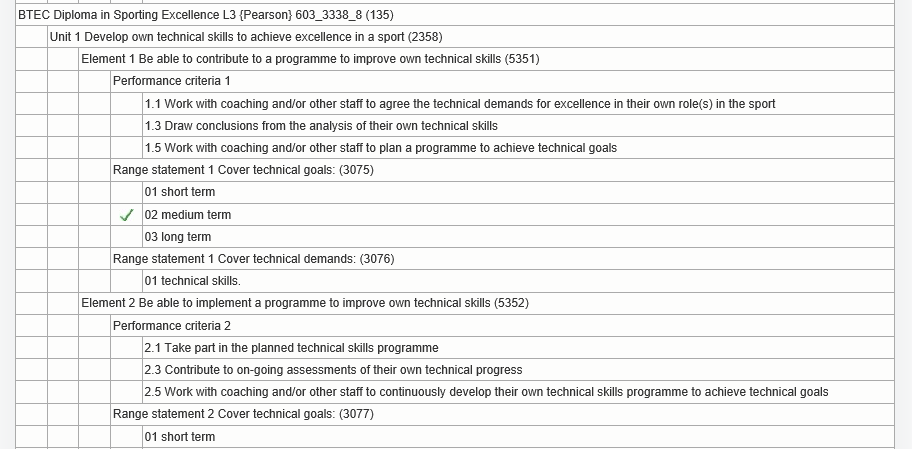 BTEC Diploma in Sporting Excellence L3 {Pearson} 603_3338_8 (135)
Unit 1 Develop own technical skills to achieve excellence in a sport (2358)
Element 1 Be able to contribute to a programme to improve own technical skills (5351)
Performance criteria 1
1.1 Work with coaching and/or other staff to agree the technical demands for excellence in their own role(s) in the sport
1.3 Draw conclusions from the analysis of their own technical skills
1.5 Work with coaching and/or other staff to plan a programme to achieve technical goals
Range statement 1 Cover technical goals: (3075)
01 short term
02 medium term
03 long term
Range statement 1 Cover technical demands: (3076)
01 technical skills.
Element 2 Be able to implement a programme to improve own technical skills (5352)
Performance criteria 2
2.1 Take part in the planned technical skills programme
2.3 Contribute to on-going assessments of their own technical progress
2.5 Work with coaching and/or other staff to continuously develop their own technical skills programme to achieve technical goals
Range statement 2 Cover technical goals: (3077)
01 short term